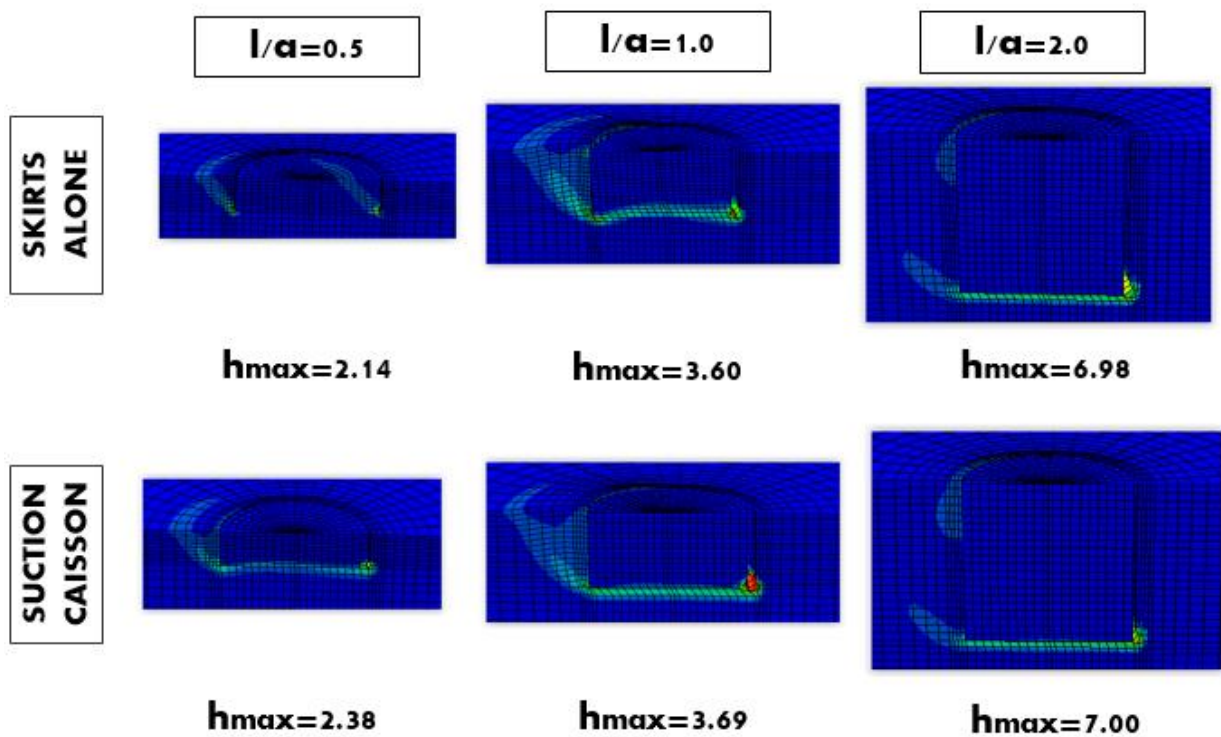 l/a=0.5
l/a=1.0
l/a=2.0
SKIRTS
ALONE
hmax=2.14
hmax=3.60
hmax=6.98
SUCTION
CAISSON
hmax=2.38
hmax=3.69
hmax=7.00